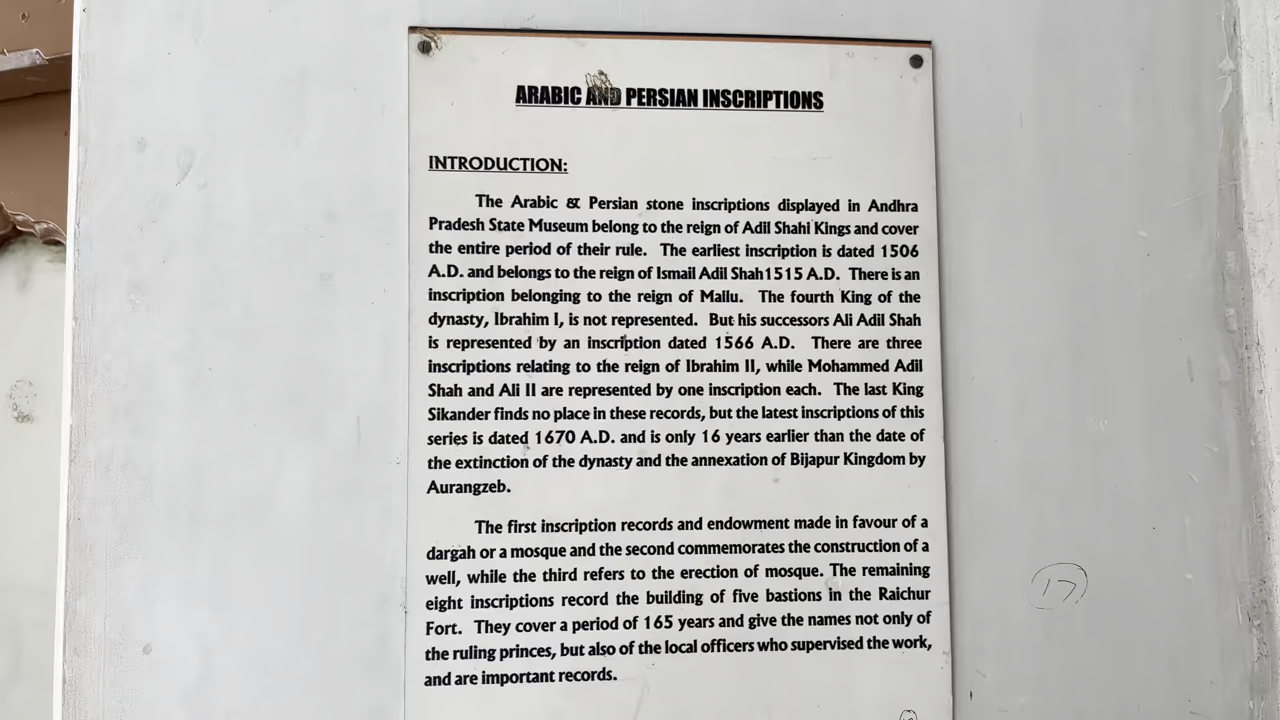 ARABIC AND PERSIAN INSCRIPTIONS
INTRODUCTION:
The Arabic & Persian stone inscriptions displayed in Andhra
Pradesh State Museum belong to the reign of Adil Shahi Kings and cover
the entire period of their rule. The earliest inscription is dated 1506
A.D. and belongs to the reign of Ismail Adil Shah1515 A.D. There is an
inscription belonging to the reign of Mallu. The fourth King of the
dynasty, Ibrahim I, is not represented. But his successors Ali Adil Shah
is represented by an inscription dated 1566 A.D. There are three
inscriptions relating to the reign of Ibrahim II, while Mohammed Adil
Shah and Ali II are represented by one inscription each. The last King
Sikander finds no place in these records, but the latest inscriptions of this
series is dated 1670 A.D. and is only 16 years earlier than the date of
the extinction of the dynasty and the annexation of Bijapur Kingdom by
Aurangzeb.
The first inscription records and endowment made in favour of a
dargah or a mosque and the second commemorates the construction of a
well, while the third refers to the erection of mosque. The remaining
eight inscriptions record the building of five bastions in the Raichur
Fort. They cover a period of 165 years and give the names not only of
the ruling princes, but also of the local officers who supervised the work,
and are important records.
17